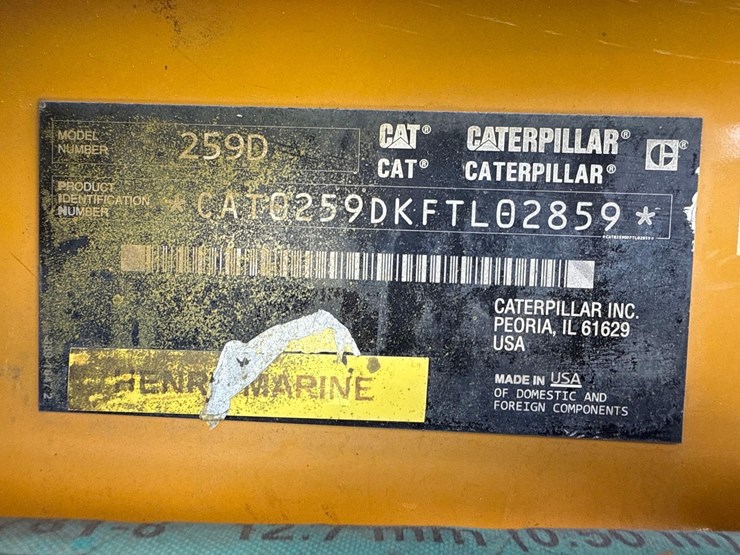 MODEL NUMBER 259D
CAT® CATERPILLAR®
CAT® CATERPILLAR®
PRODUCT IDENTIFICATION NUMBER *CAT0259DKFTL02859*
CATERPILLAR INC.
PEORIA, IL 61629
USA
MARINE
MADE IN USA
OF DOMESTIC AND
FOREIGN COMPONENTS